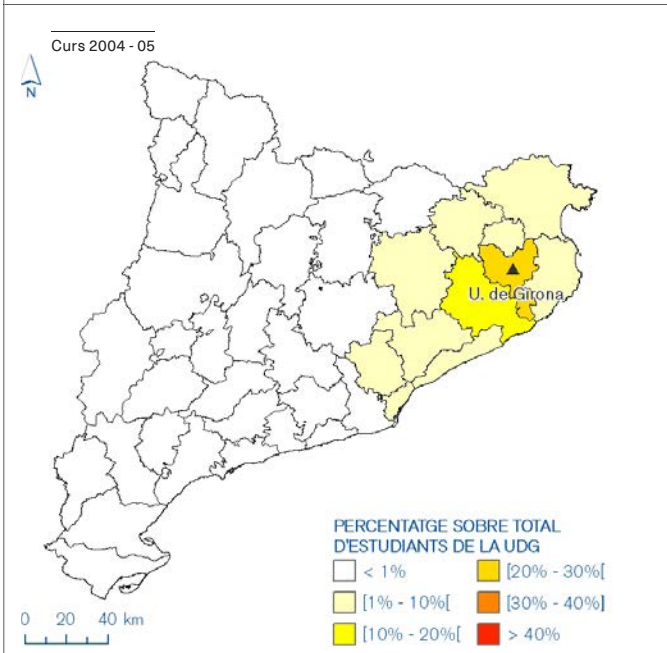 Curs 2004 - 05
N
U. de Girona
PERCENTATGE SOBRE TOTAL
D'ESTUDIANTS DE LA UDG
< 1%
[20% - 30%[
[1% - 10%[
[30% - 40%]
[10% - 20%[
> 40%
0 20 40 km